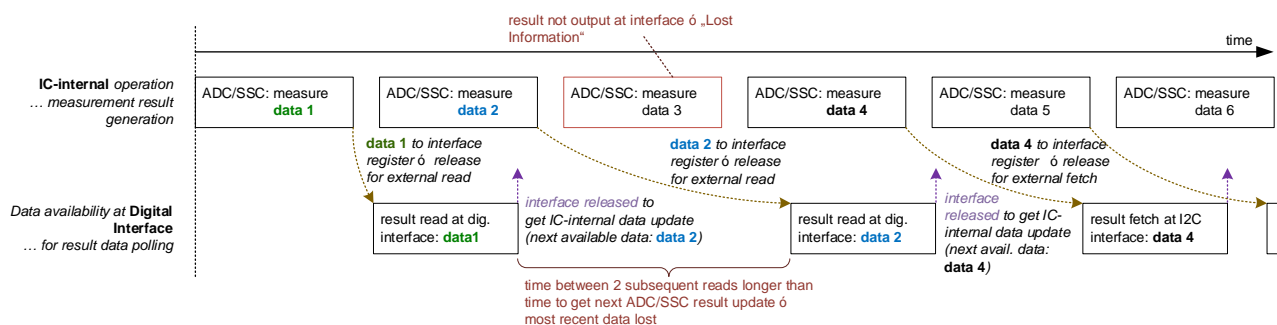 result not output at interface ó „Lost
Information“
time
IC-internal operation
… measurement result
generation
ADC/SSC: measure
data 1
ADC/SSC: measure
data 2
ADC/SSC: measure
data 3
ADC/SSC: measure
data 4
ADC/SSC: measure
data 5
ADC/SSC: measure
data 6
data 1 to interface
register ó release
for external read
data 2 to interface
register ó release
for external read
data 4 to interface
register ó release
for external fetch
Data availability at Digital
Interface
… for result data polling
result read at dig.
interface: data1
interface released to
get IC-internal data update
(next available data: data 2)
result read at dig.
interface: data 2
interface
released to get IC-
internal data update
(next avail. data:
data 4)
result fetch at I2C
interface: data 4
time between 2 subsequent reads longer than
time to get next ADC/SSC result update ó
most recent data lost